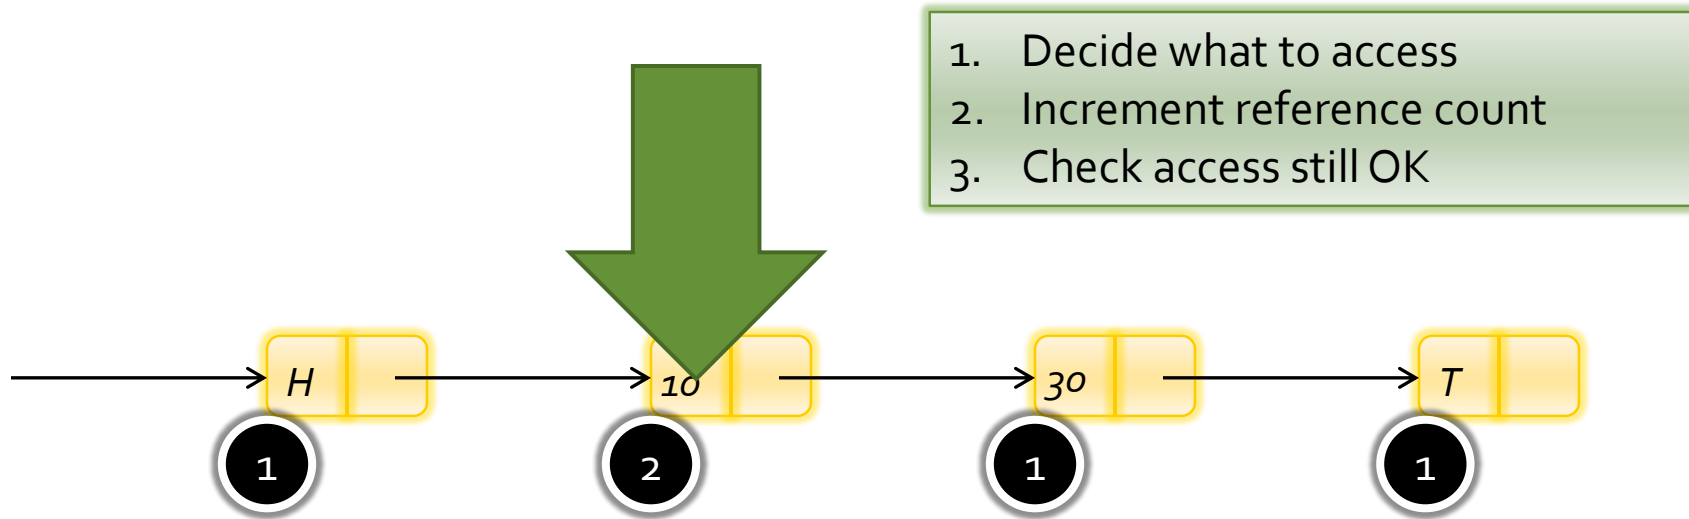 1. Decide what to access
2. Increment reference count
3. Check access still OK
H 10 30 T
1 2 1 1